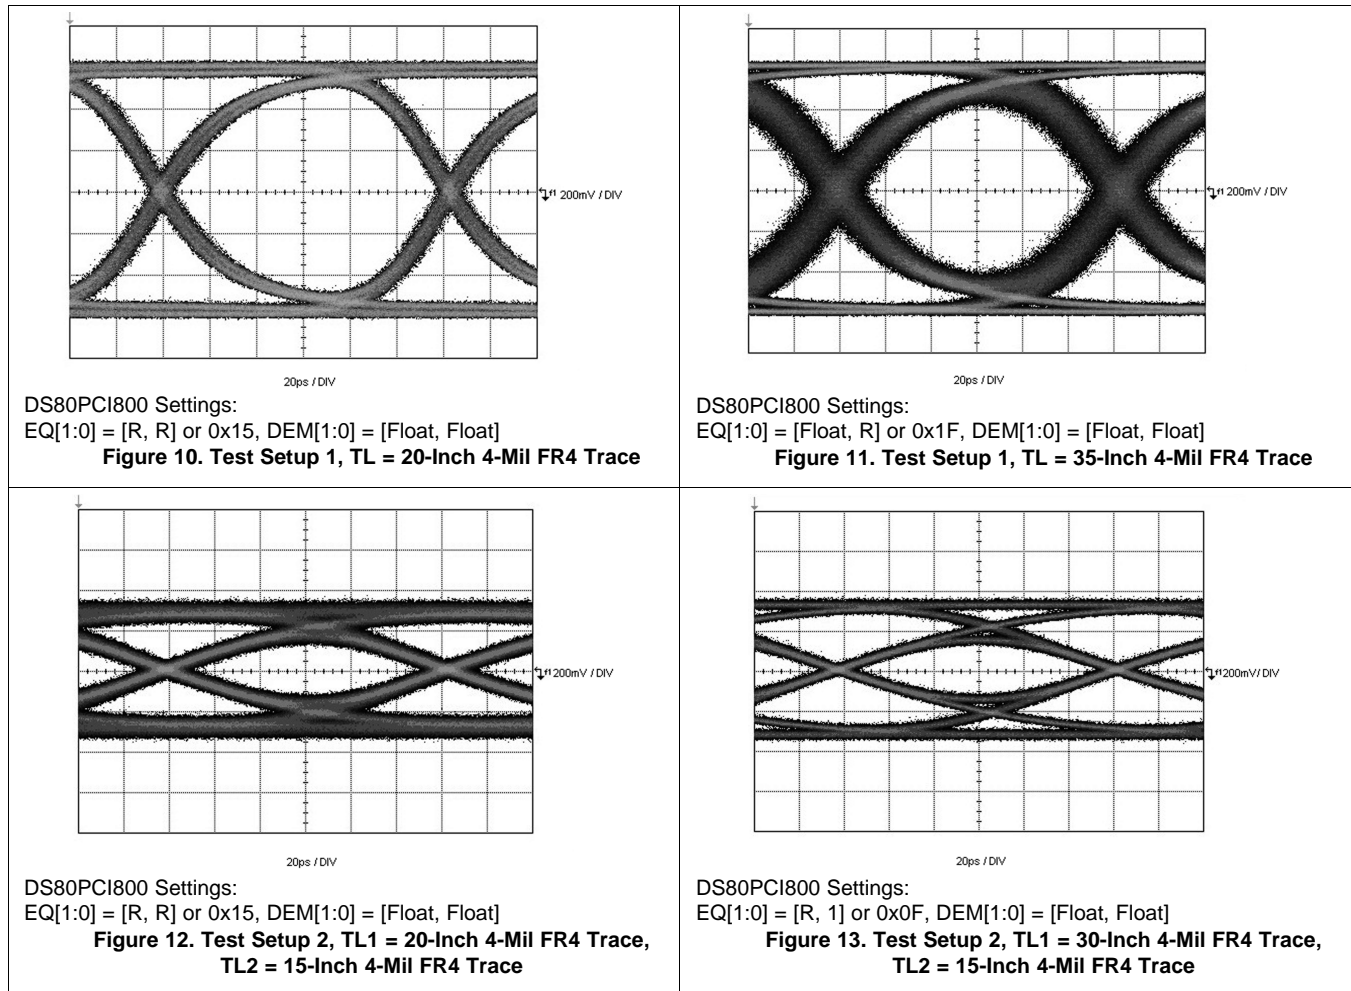 f1 200mV / DIV
20ps / DIV
DS80PCI800 Settings:
EQ[1:0] = [R, R] or 0x15, DEM[1:0] = [Float, Float]
Figure 10. Test Setup 1, TL = 20-Inch 4-Mil FR4 Trace
f1 200mV / DIV
20ps / DIV
DS80PCI800 Settings:
EQ[1:0] = [Float, R] or 0x1F, DEM[1:0] = [Float, Float]
Figure 11. Test Setup 1, TL = 35-Inch 4-Mil FR4 Trace
f1 200mV / DIV
20ps / DIV
DS80PCI800 Settings:
EQ[1:0] = [R, R] or 0x15, DEM[1:0] = [Float, Float]
Figure 12. Test Setup 2, TL1 = 20-Inch 4-Mil FR4 Trace,
TL2 = 15-Inch 4-Mil FR4 Trace
f1 200mV / DIV
20ps / DIV
DS80PCI800 Settings:
EQ[1:0] = [R, 1] or 0x0F, DEM[1:0] = [Float, Float]
Figure 13. Test Setup 2, TL1 = 30-Inch 4-Mil FR4 Trace,
TL2 = 15-Inch 4-Mil FR4 Trace